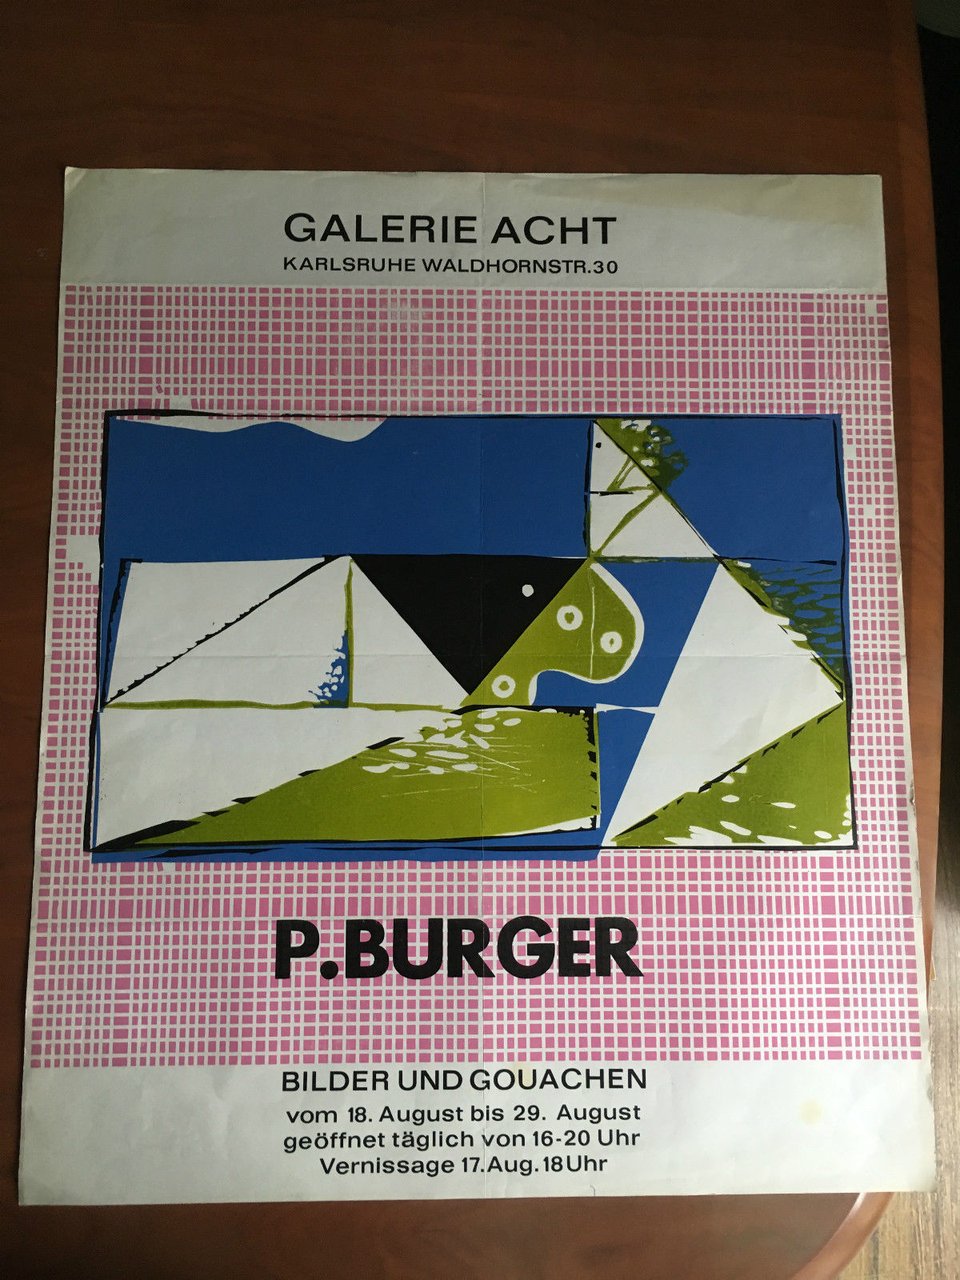 GALERIE ACHT
KARLSRUHE WALDHORNSTR.30
P.BURGER
BILDER UND GOUACHEN
vom 18. August bis 29. August
geöffnet täglich von 16-20 Uhr
Vernissage 17.Aug.18Uhr